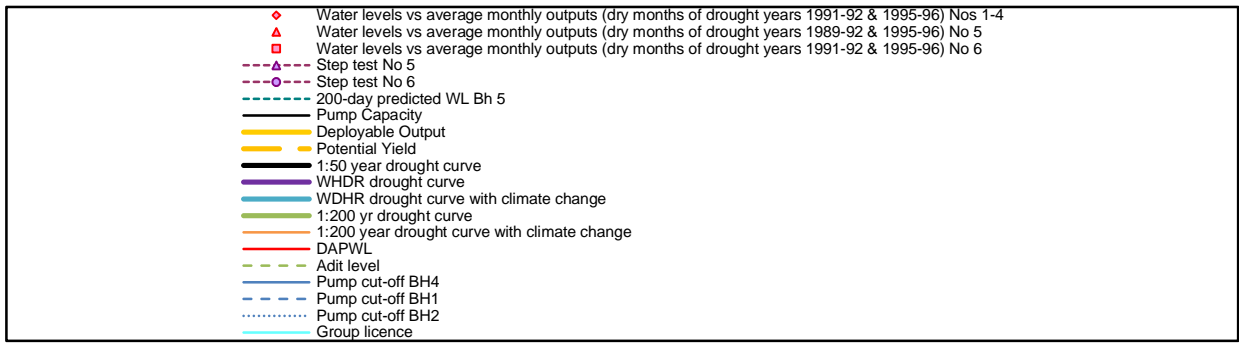 Water levels vs average monthly outputs (dry months of drought years 1991-92 & 1995-96) Nos 1-4
Water levels vs average monthly outputs (dry months of drought years 1989-92 & 1995-96) No 5
Water levels vs average monthly outputs (dry months of drought years 1991-92 & 1995-96) No 6
Step test No 5
Step test No 6
200-day predicted WL Bh 5
Pump Capacity
Deployable Output
Potential Yield
1:50 year drought curve
WHDR drought curve
WDHR drought curve with climate change
1:200 yr drought curve
1:200 year drought curve with climate change
DAPWL
Adit level
Pump cut-off BH4
Pump cut-off BH1
Pump cut-off BH2
Group licence